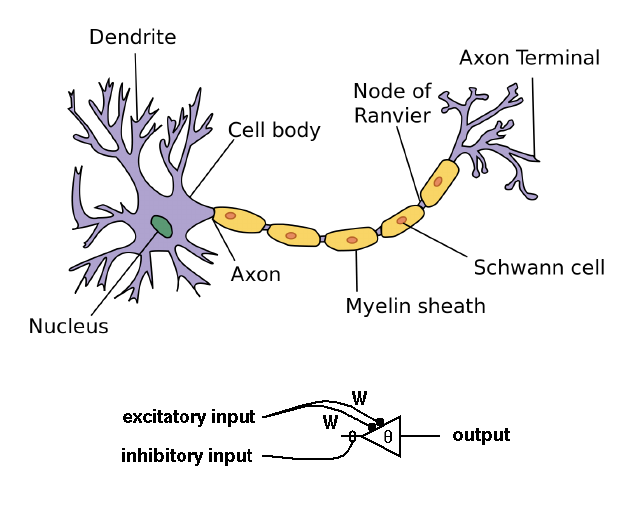 Dendrite
Axon Terminal
Node of
Ranvier
Cell body
Axon
Schwann cell
Myelin sheath
Nucleus
W
excitatory input
W
θ
θ
output
inhibitory input